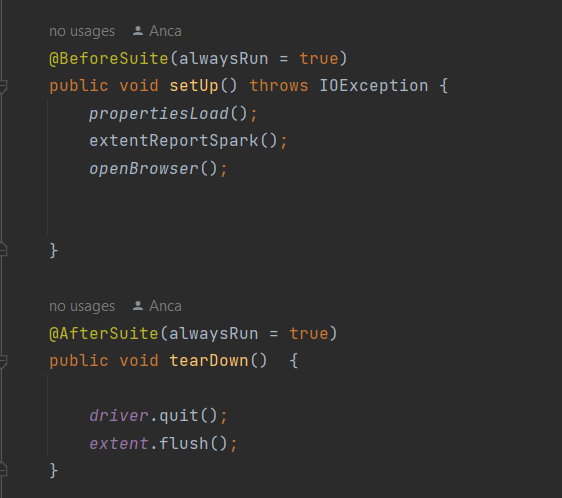 no usages Anca
@BeforeSuite(alwaysRun = true)
public void setUp() throws IOException {
propertiesLoad();
extentReportSpark();
openBrowser();
}
no usages Anca
@AfterSuite(alwaysRun = true)
public void tearDown()  {
driver.quit();
extent.flush();
}